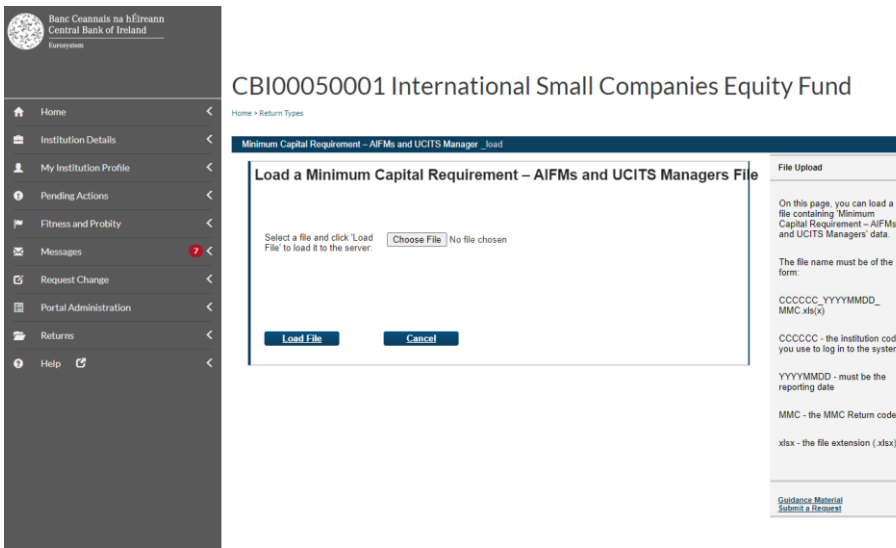 Banc Ceannais na hÉireann
Central Bank of Ireland
Eurosystem
Home
Institution Details
My Institution Profile
Pending Actions
Fitness and Probity
Messages 7
Request Change
Portal Administration
Returns
Help
CBI00050001 International Small Companies Equity Fund
Home > Return Types
Minimum Capital Requirement – AIFMs and UCITS Manager _load
Load a Minimum Capital Requirement – AIFMs and UCITS Managers File
Select a file and click 'Load
File' to load it to the server:
Choose File No file chosen
Load File
Cancel
File Upload
On this page, you can load a
file containing 'Minimum
Capital Requirement – AIFMs
and UCITS Managers' data.
The file name must be of the
form:
CCCCCC_YYYYMMDD_
MMC.xls(x)
CCCCCC - the institution cod
you use to log in to the system
YYYYMMDD - must be the
reporting date
MMC - the MMC Return code
xlsx - the file extension (.xlsx)
Guidance Material
Submit a Request